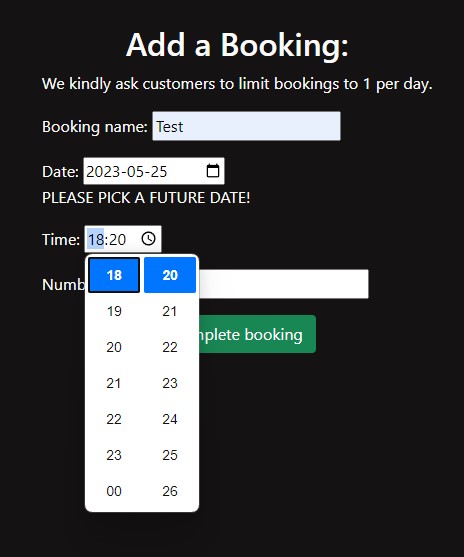 Add a Booking:
We kindly ask customers to limit bookings to 1 per day.
Booking name: Test
Date: 2023-05-25
PLEASE PICK A FUTURE DATE!
Time: 18:20
18 20
19 21
20 22
21 23
22 24
23 25
00 26
booking